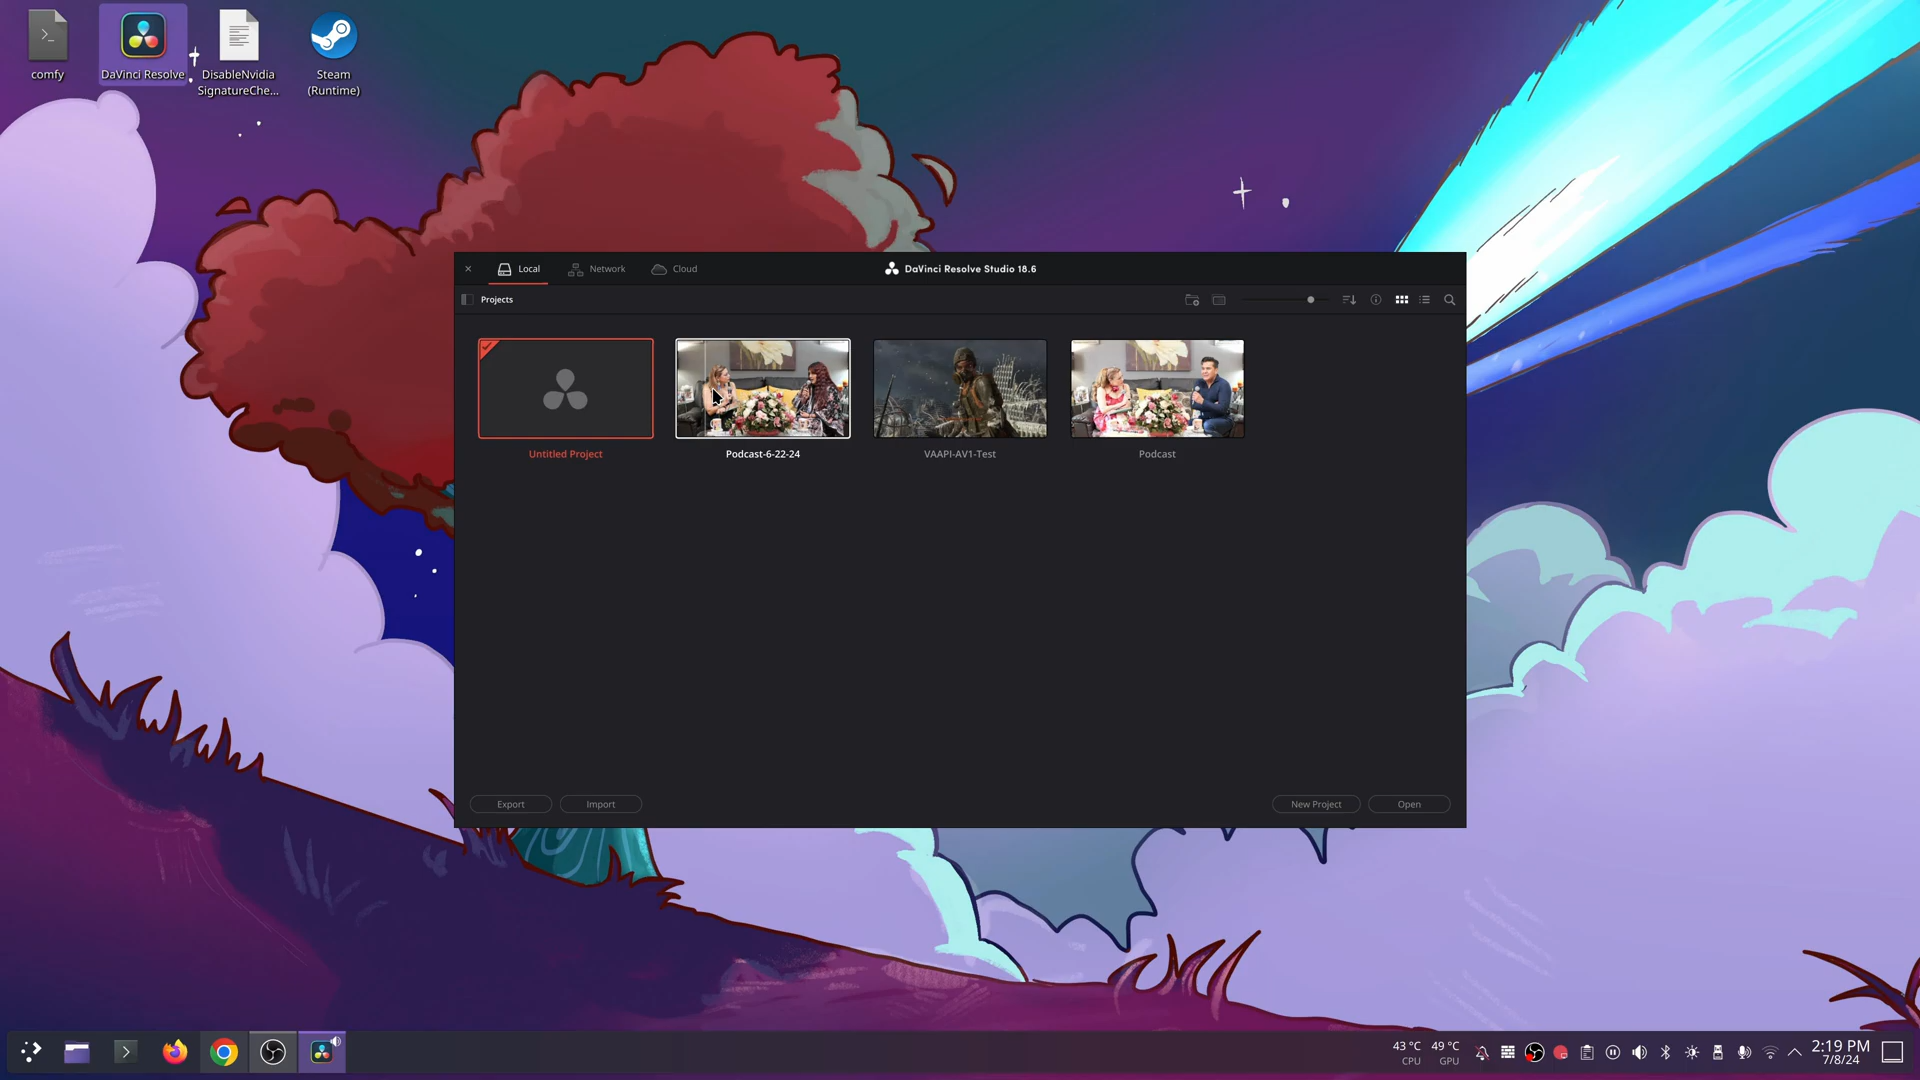 comfy
DaVinci Resolve
DisableNvidia
SignatureChe...
Steam
(Runtime)
Local
Network
Cloud
DaVinci Resolve Studio 18.6
Projects
Untitled Project
Podcast-6-22-24
VAAPI-AV1-Test
Podcast
Export
Import
New Project
Open
43 °C
CPU
49 °C
GPU
2:19 PM
7/8/24